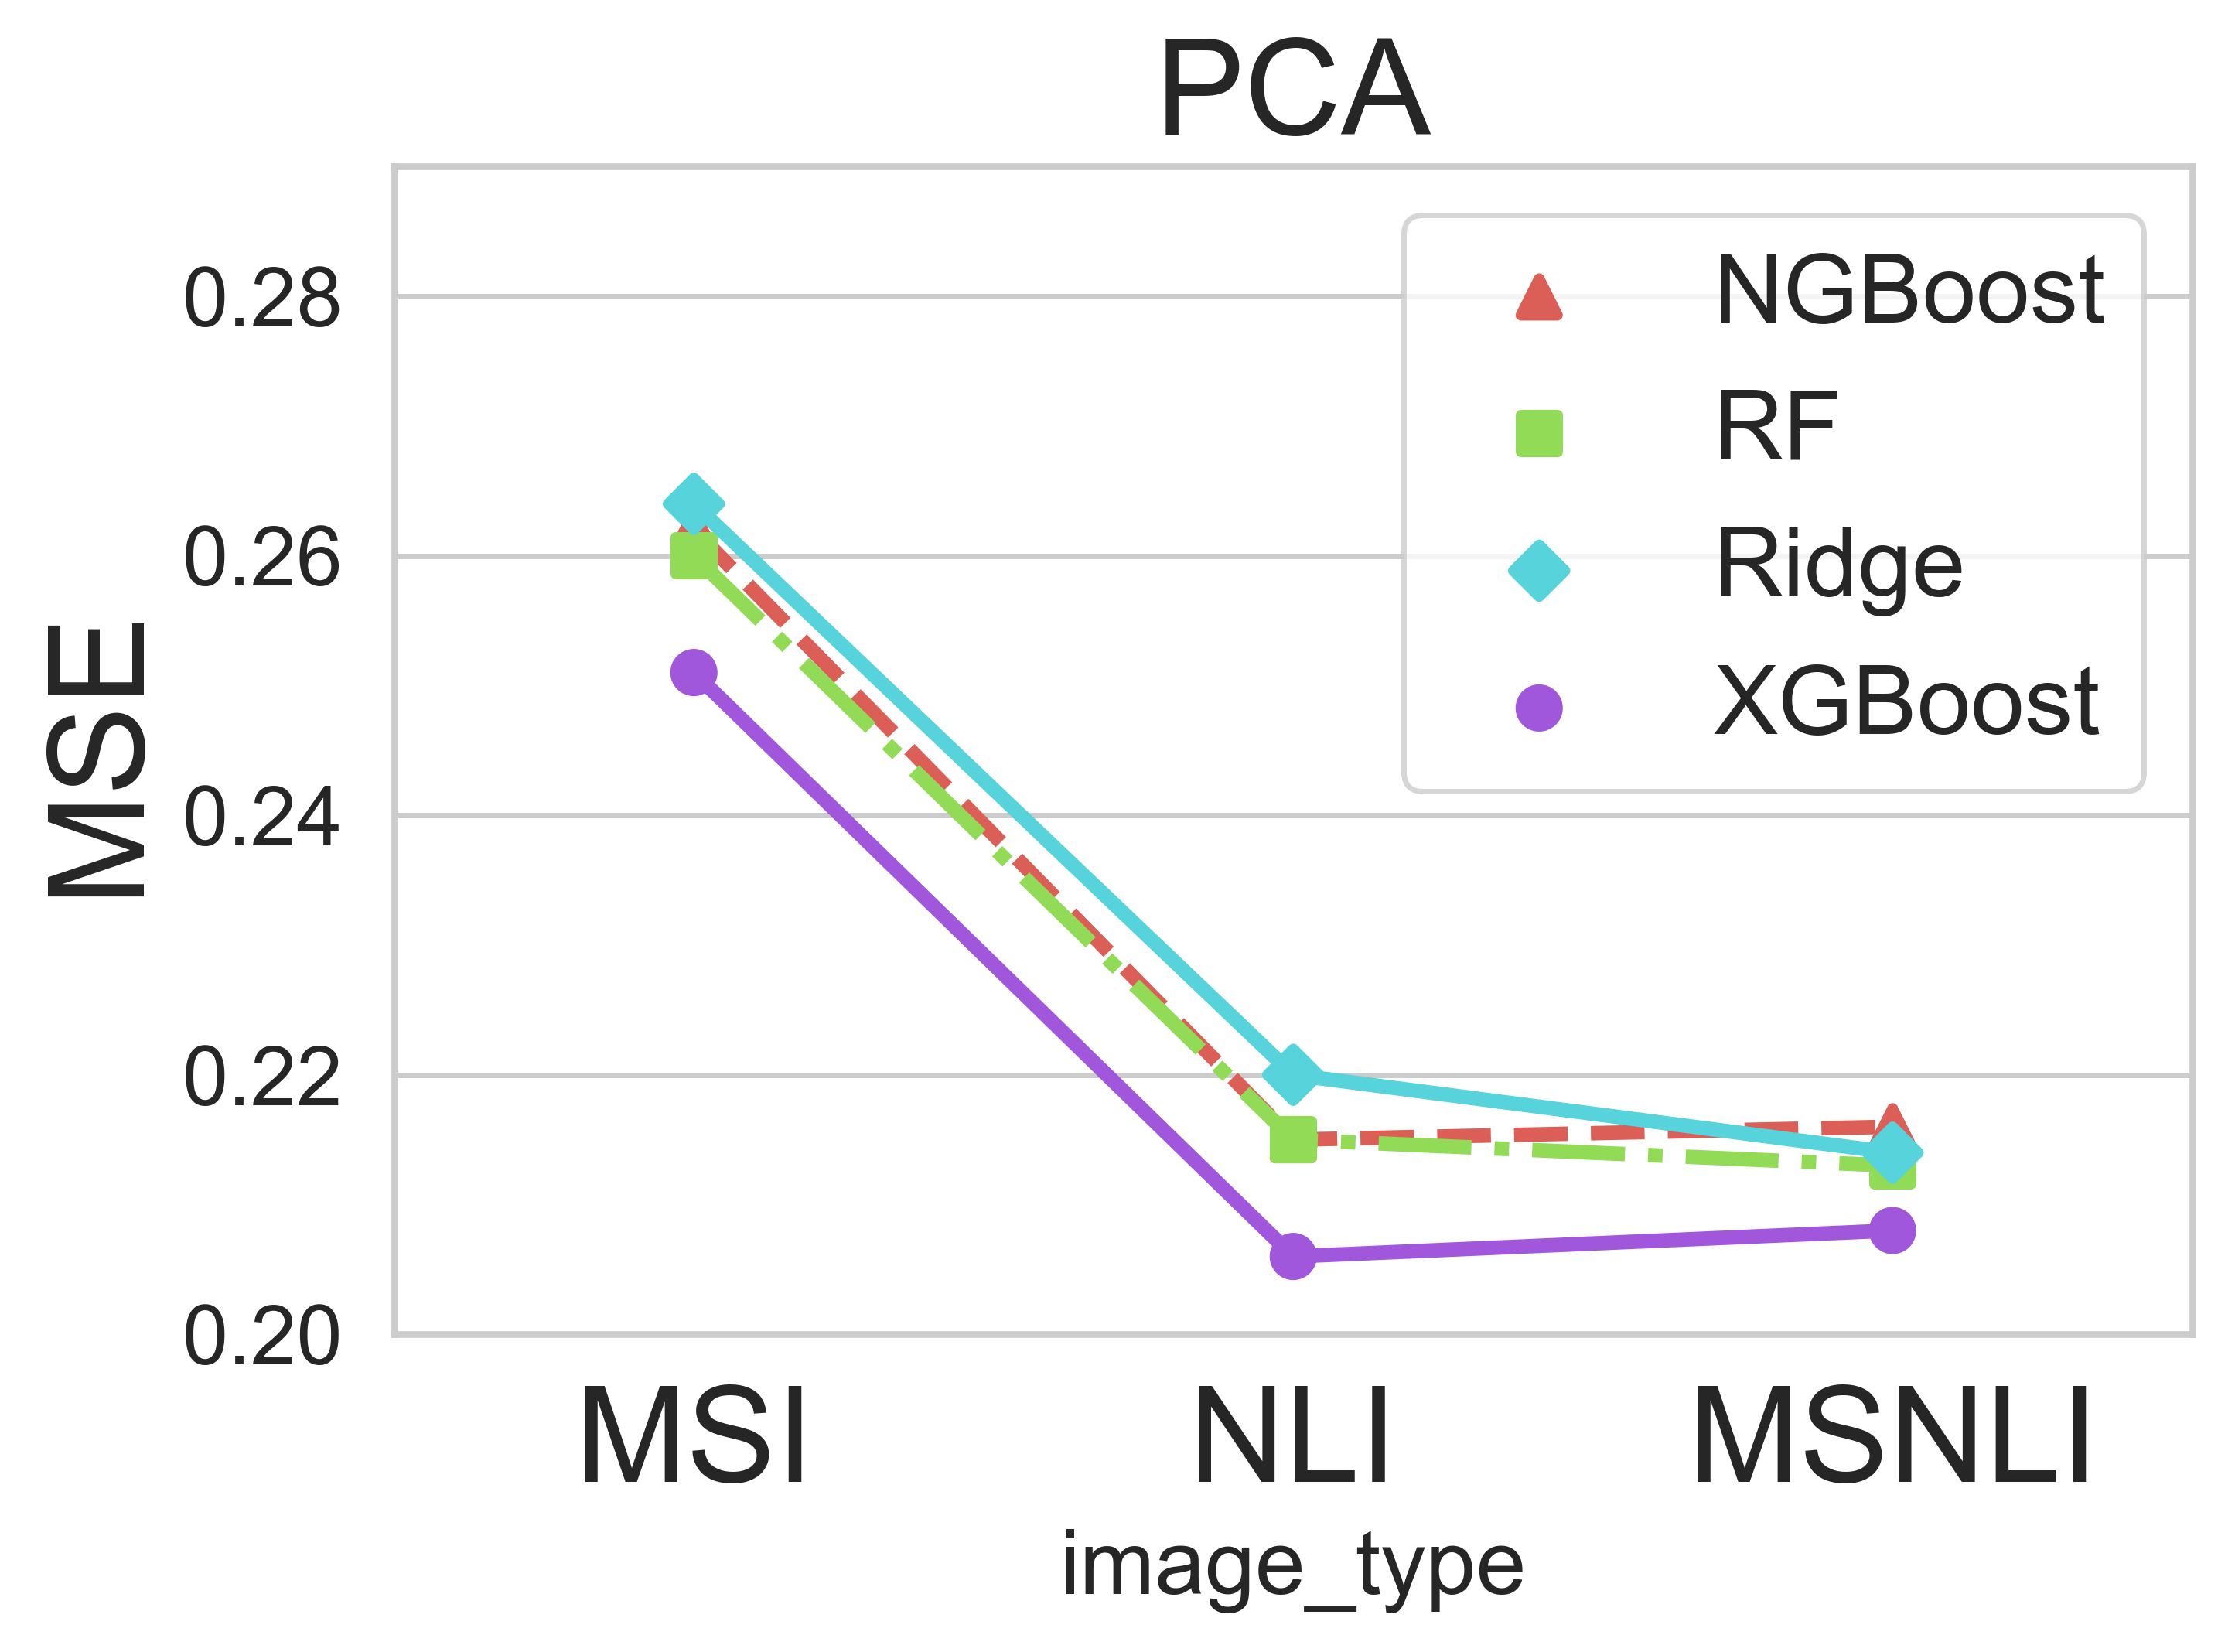 PCA
NGBoost
RF
Ridge
XGBoost
MSE
0.28
0.26
0.24
0.22
0.20
MSI
NLI
MSNLI
image_type